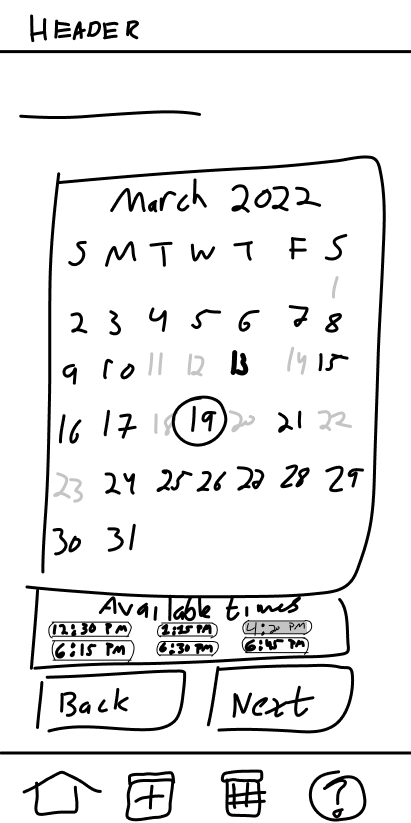 HEADER
March 2022
S M T W T F S
1
2 3 4 5 6 7 8
9 10 11 12 13 14 15
16 17 18 19 20 21 22
23 24 25 26 27 28 29
30 31
Available times
12:30 PM 1:15 PM 4:20 PM
6:15 PM 6:30 PM 6:45 PM
Back Next
?